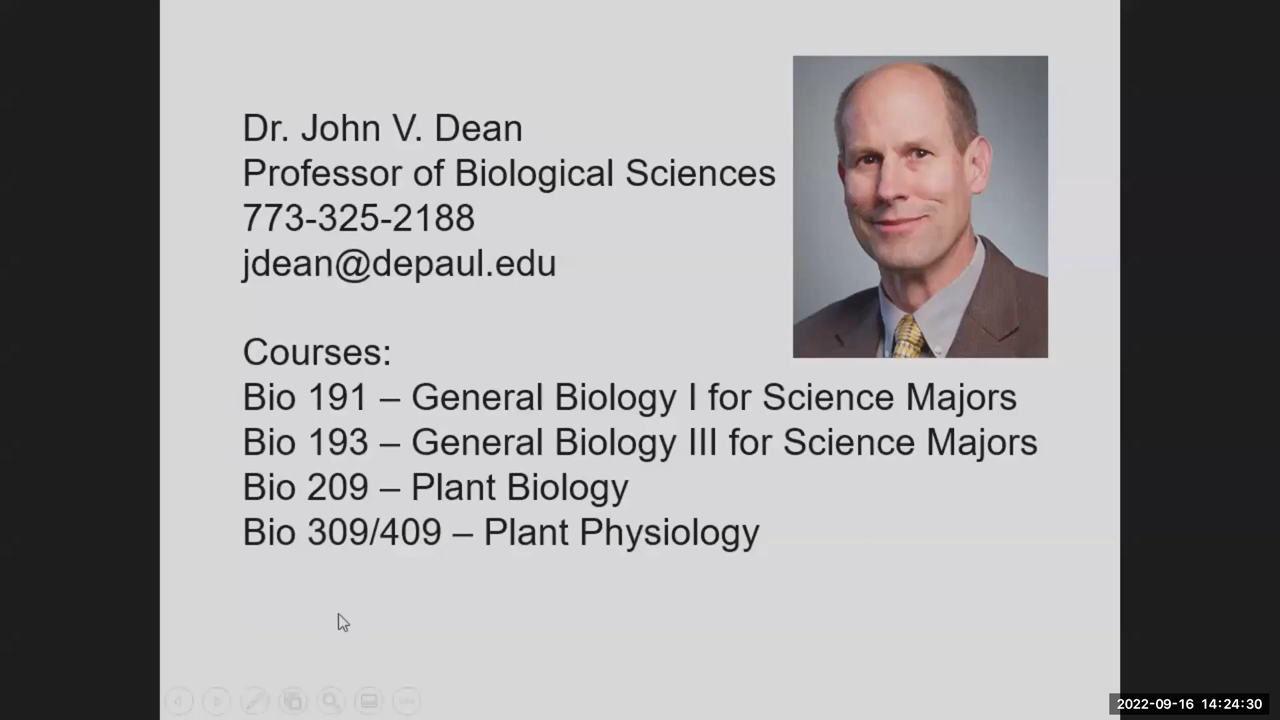 Dr. John V. Dean
Professor of Biological Sciences
773-325-2188
jdean@depaul.edu
Courses:
Bio 191 – General Biology I for Science Majors
Bio 193 – General Biology III for Science Majors
Bio 209 – Plant Biology
Bio 309/409 – Plant Physiology
2022-09-16 14:24:30